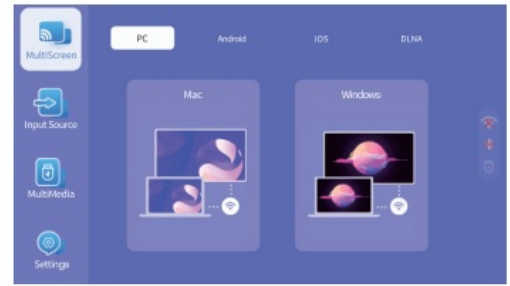 MultiScreen
Input Source
MultiMedia
Settings
PC
Android
iOS
DLNA
Mac
Windows